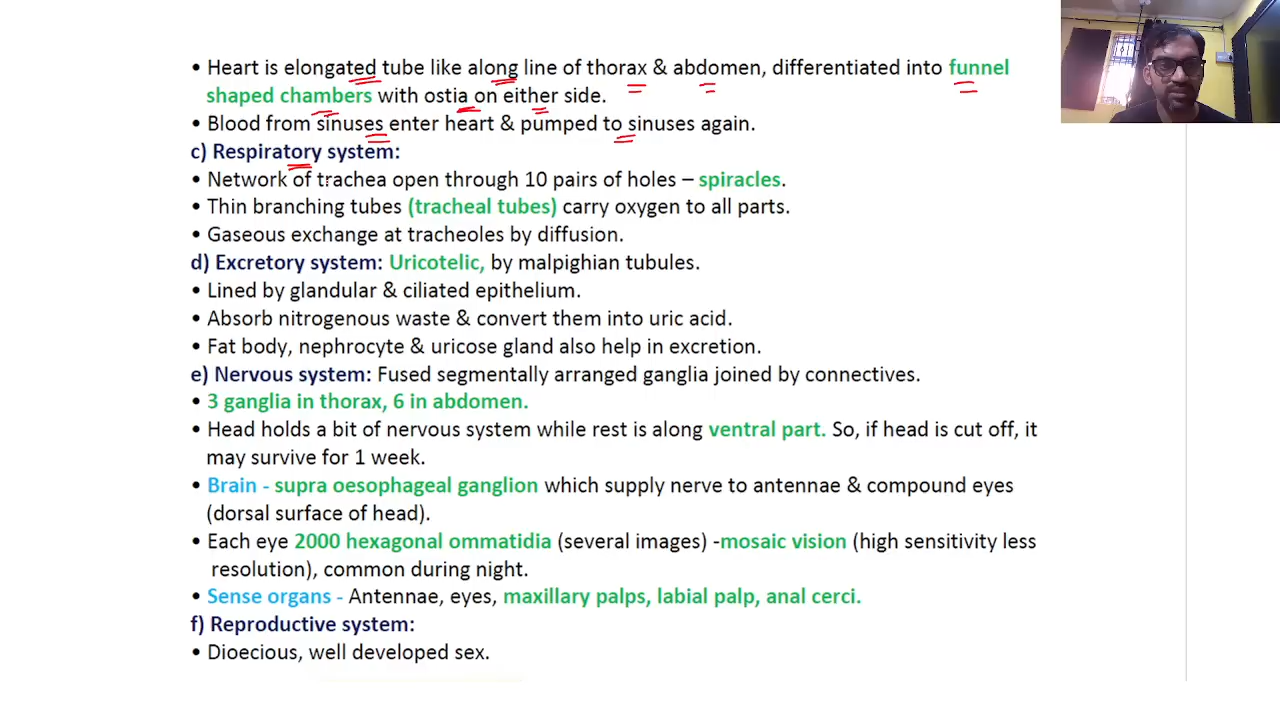 • Heart is elongated tube like along line of thorax & abdomen, differentiated into funnel
shaped chambers with ostia on either side.
• Blood from sinuses enter heart & pumped to sinuses again.
c) Respiratory system:
• Network of trachea open through 10 pairs of holes – spiracles.
• Thin branching tubes (tracheal tubes) carry oxygen to all parts.
• Gaseous exchange at tracheoles by diffusion.
d) Excretory system: Uricotelic, by malpighian tubules.
• Lined by glandular & ciliated epithelium.
• Absorb nitrogenous waste & convert them into uric acid.
• Fat body, nephrocyte & uricose gland also help in excretion.
e) Nervous system: Fused segmentally arranged ganglia joined by connectives.
• 3 ganglia in thorax, 6 in abdomen.
• Head holds a bit of nervous system while rest is along ventral part. So, if head is cut off, it
may survive for 1 week.
• Brain - supra oesophageal ganglion which supply nerve to antennae & compound eyes
(dorsal surface of head).
• Each eye 2000 hexagonal ommatidia (several images) -mosaic vision (high sensitivity less
resolution), common during night.
• Sense organs - Antennae, eyes, maxillary palps, labial palp, anal cerci.
f) Reproductive system:
• Dioecious, well developed sex.